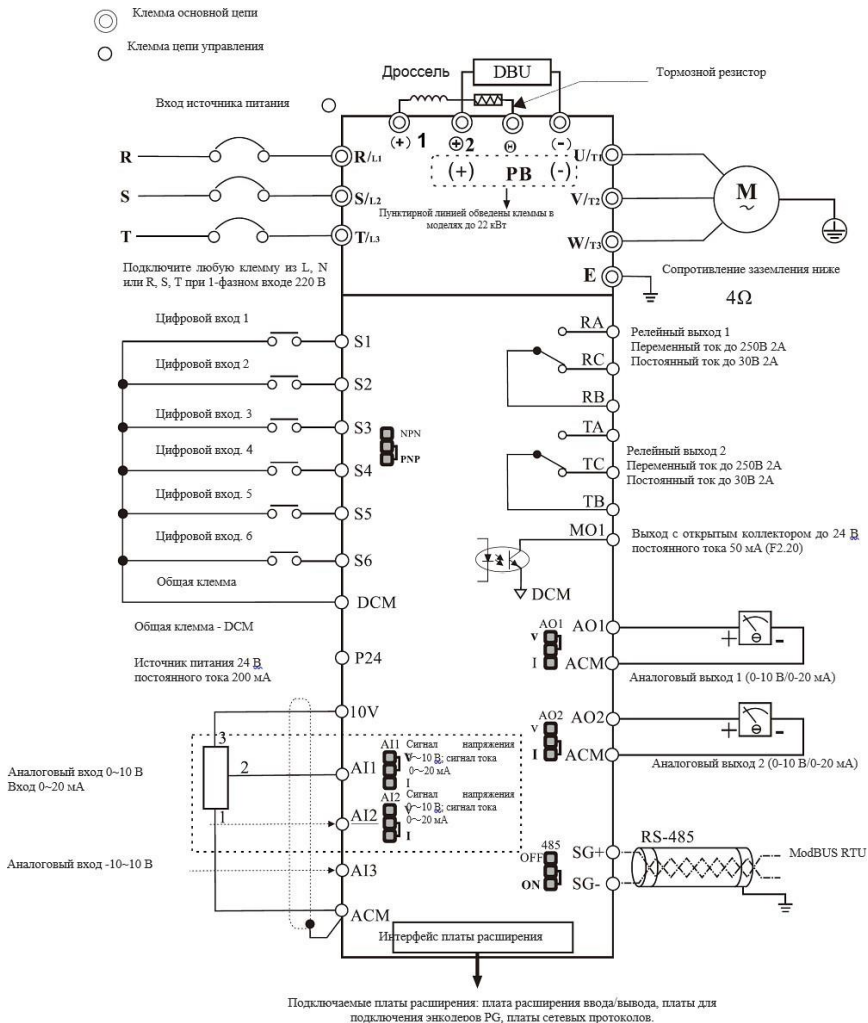 Клемма основной цепи
Клемма цепи управления
Дроссель
DBU
Тормозной резистор
Вход источника питания
(+) 1
⊕2
Θ
(-)
R
R/L1
(+) PB (-)
U/T1
S
S/L2
Пунктирной линией обведены клеммы в
моделях до 22 кВт
V/T2
M
~
T
T/L3
W/T3
Подключите любую клемму из L, N
или R, S, T при 1-фазном входе 220 В
E
Сопротивление заземления ниже
4Ω
Цифровой вход 1
S1
Цифровой вход 2
S2
Цифровой вход. 3
S3
Цифровой вход. 4
S4
Цифровой вход. 5
S5
Цифровой вход. 6
S6
Общая клемма
DCM
Общая клемма - DCM
NPN
PNP
RA
RC
RB
Релейный выход 1
Переменный ток до 250В 2А
Постоянный ток до 30В 2А
TA
TC
TB
Релейный выход 2
Переменный ток до 250В 2А
Постоянный ток до 30В 2А
MO1
Выход с открытым коллектором до 24 В
постоянного тока 50 мА (F2.20)
DCM
P24
Источник питания 24 В
постоянного тока 200 мА
AO1
V
I
AO1
ACM
+ -
Аналоговый выход 1 (0-10 В/0-20 мА)
10V
AO2
V
I
AO2
ACM
+ -
Аналоговый выход 2 (0-10 В/0-20 мА)
3
2
1
Аналоговый вход 0~10 В
Вход 0~20 мА
AI1
AI1
V
I
Сигнал напряжения
0~10 В; сигнал тока
0~20 мА
AI2
AI2
V
I
Сигнал напряжения
0~10 В; сигнал тока
0~20 мА
Аналоговый вход -10~10 В
AI3
ACM
485
OFF
ON
SG+
SG-
RS-485
ModBUS RTU
Интерфейс платы расширения
Подключаемые платы расширения: плата расширения ввода/вывода, платы для
подключения энкодеров PG, платы сетевых протоколов.